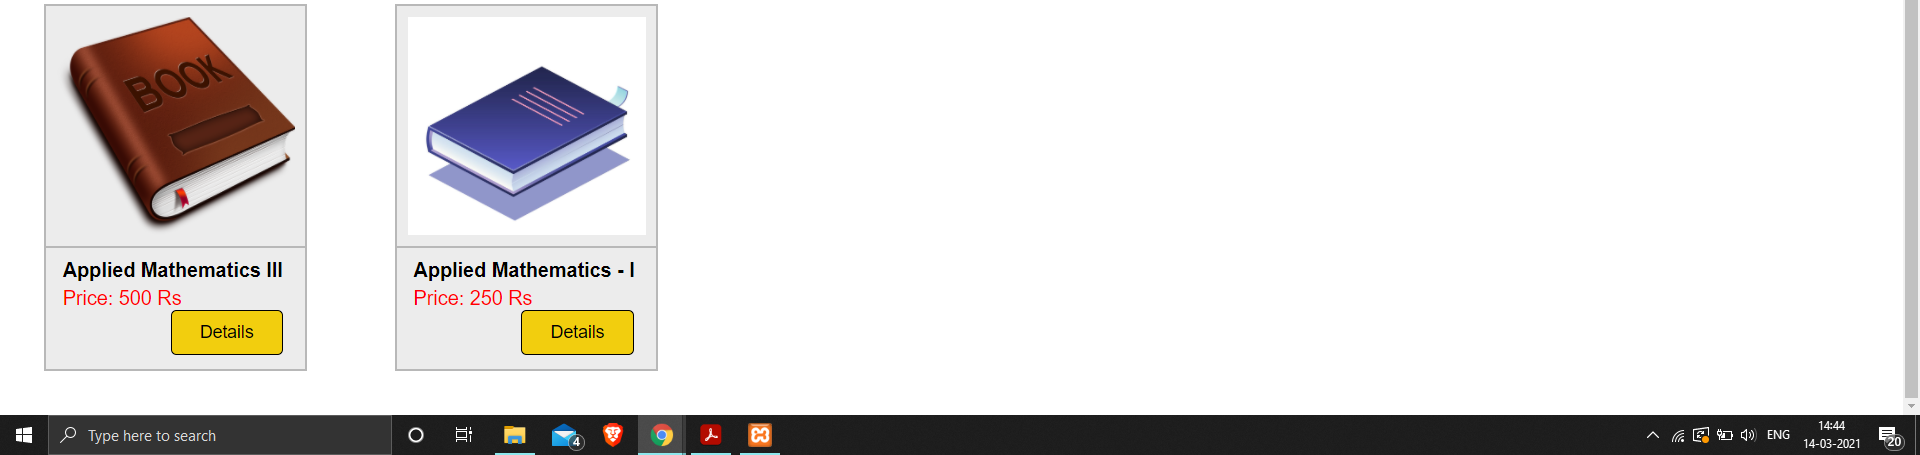 BOOK
Applied Mathematics III
Price: 500 Rs
Details
Applied Mathematics - I
Price: 250 Rs
Details
Type here to search
4
ENG
14:44
14-03-2021
20